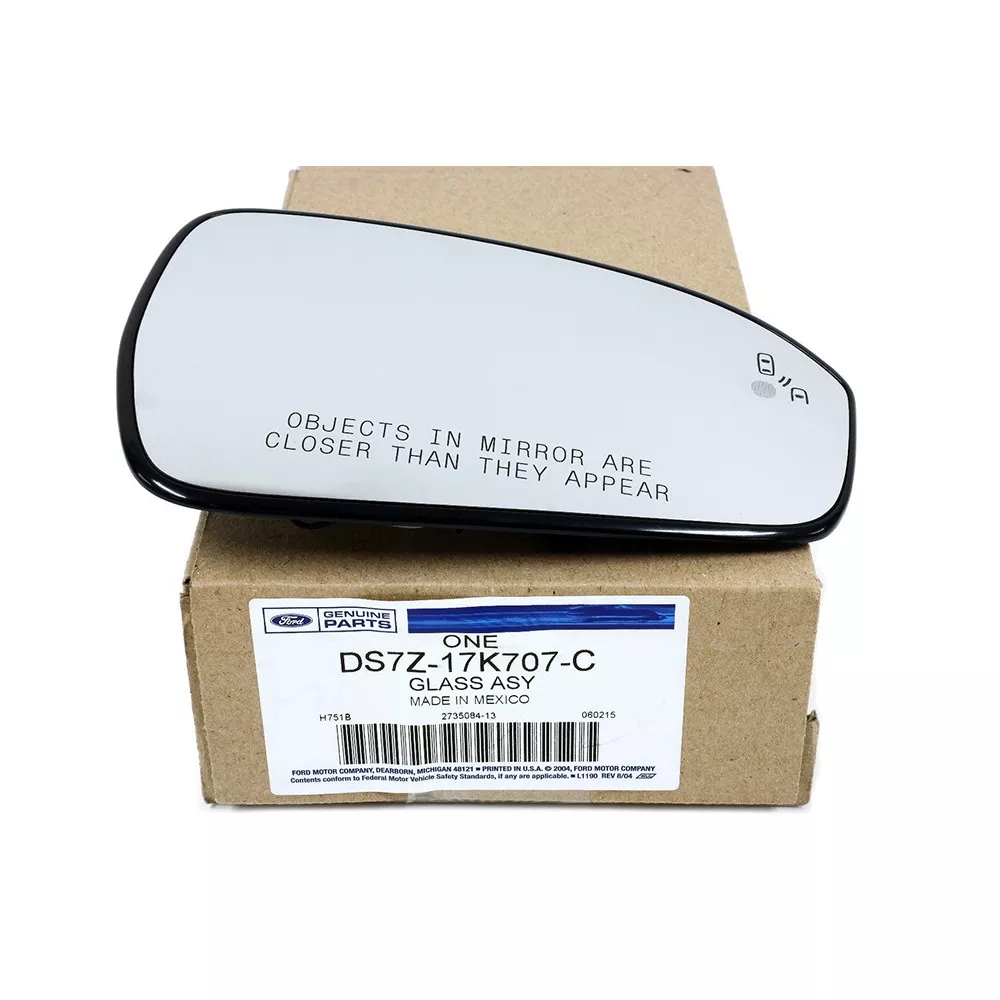 OBJECTS IN MIRROR ARE
CLOSER THAN THEY APPEAR
Ford
GENUINE
PARTS
ONE
DS7Z-17K707-C
GLASS ASY
MADE IN MEXICO
H751B 2735084-13 060215
FORD MOTOR COMPANY, DEARBORN, MICHIGAN 48121 ■ PRINTED IN U.S.A. © 2004, FORD MOTOR COMPANY
Contents conform to Federal Motor Vehicle Safety Standards, if any are applicable. ■ L1190 REV 8/04